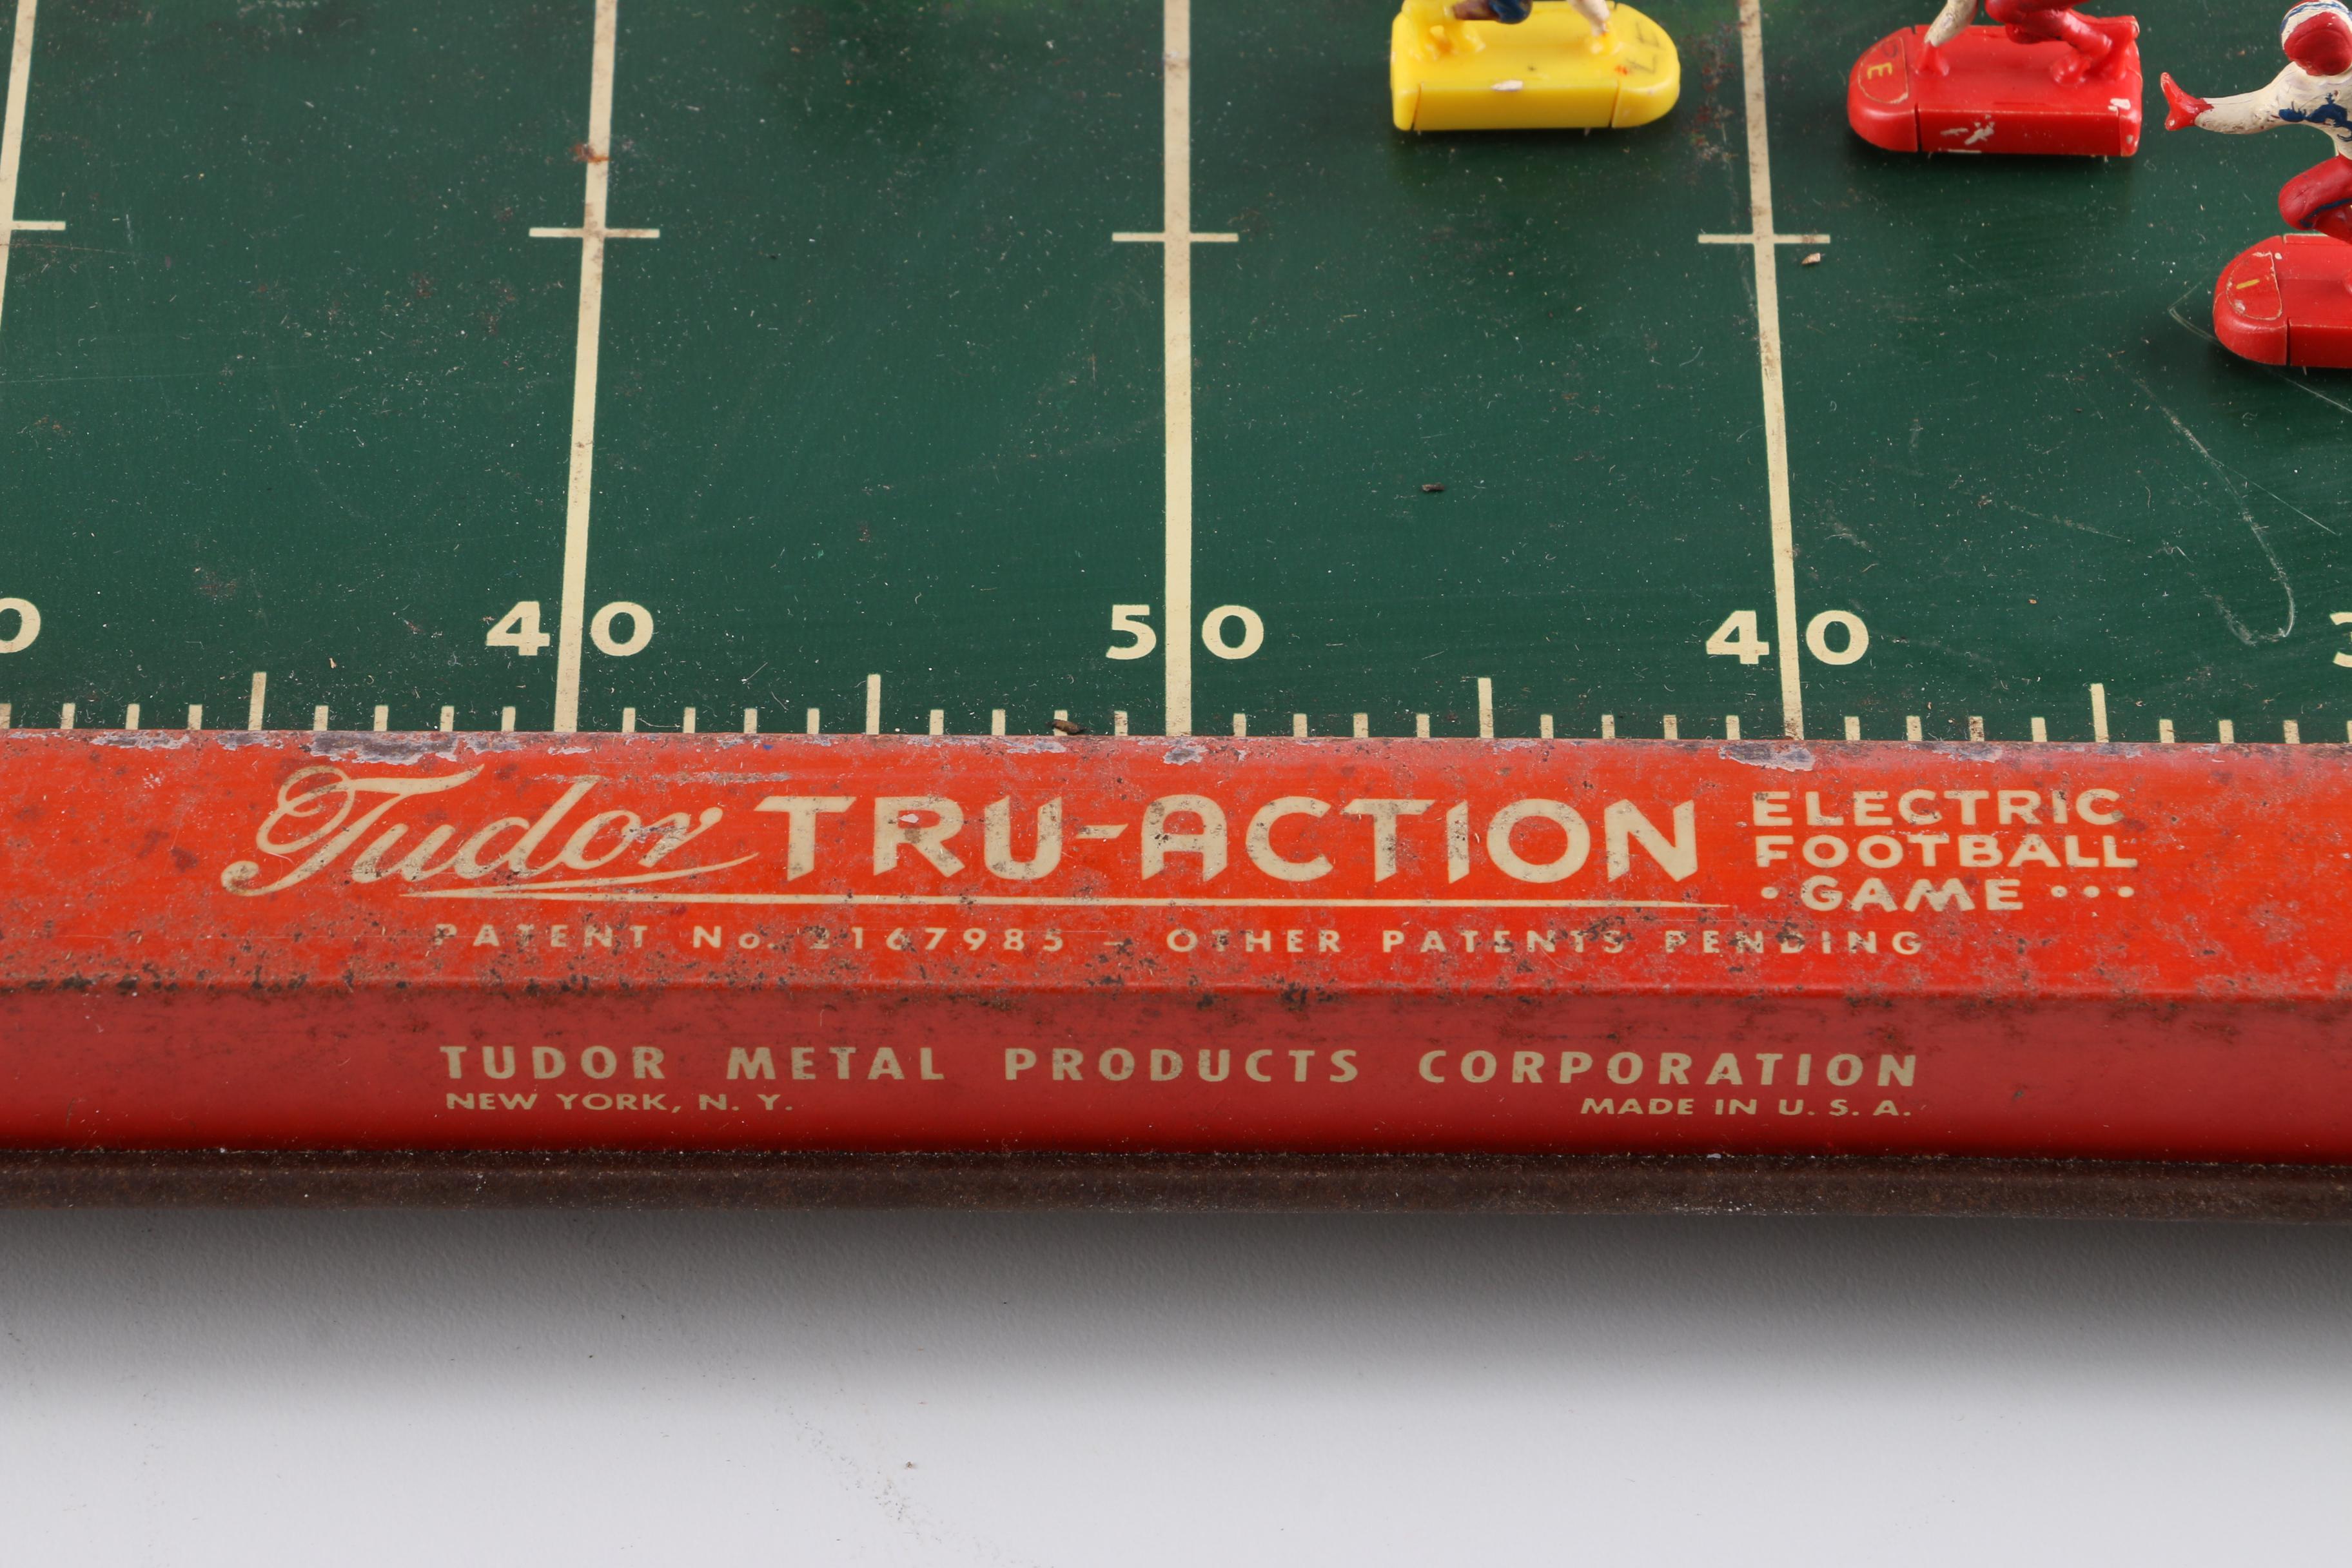 E
I
40
50
40
Tudor TRU-ACTION ELECTRIC
FOOTBALL
• GAME •••
PATENT No. 2167985 – OTHER PATENTS PENDING
TUDOR METAL PRODUCTS CORPORATION
NEW YORK, N. Y. MADE IN U. S. A.